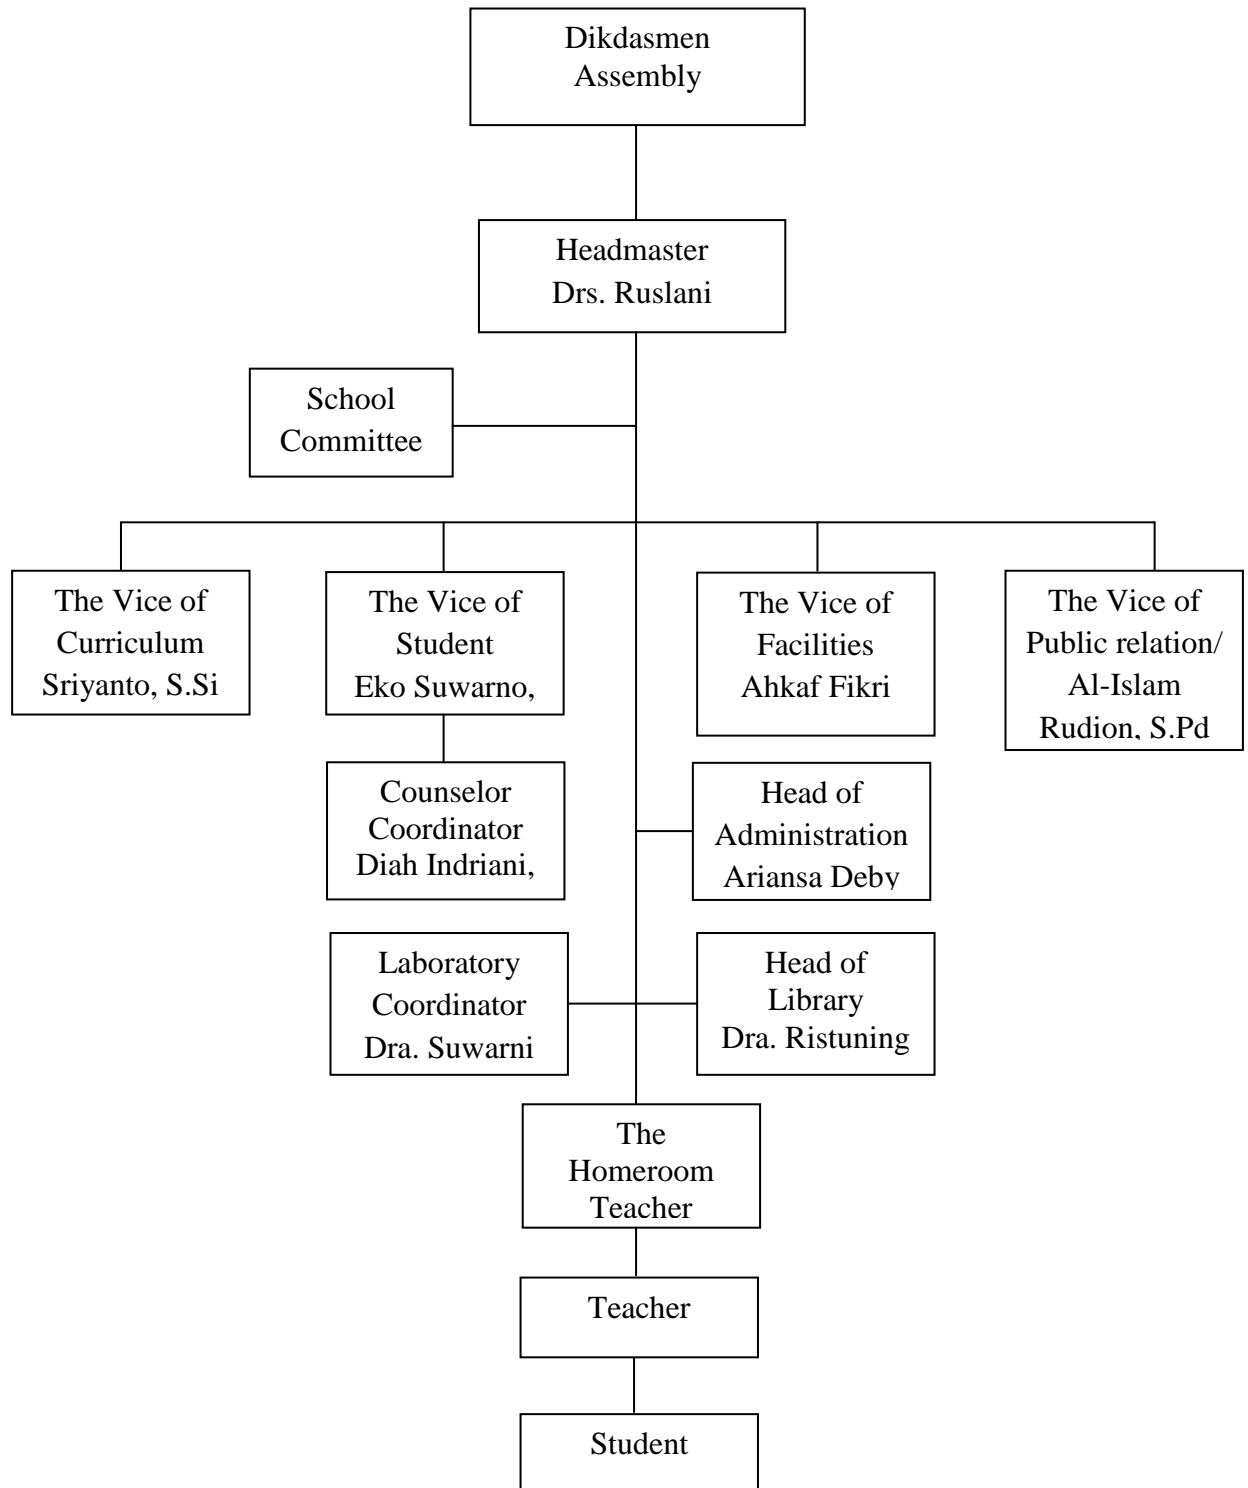 Dikdasmen
Assembly
Headmaster
Drs. Ruslani
School
Committee
The Vice of
Curriculum
Sriyanto, S.Si
The Vice of
Student
Eko Suwarno,
The Vice of
Facilities
Ahkaf Fikri
The Vice of
Public relation/
Al-Islam
Rudion, S.Pd
Counselor
Coordinator
Diah Indriani,
Head of
Administration
Ariansa Deby
Laboratory
Coordinator
Dra. Suwarni
Head of
Library
Dra. Ristuning
The
Homeroom
Teacher
Teacher
Student